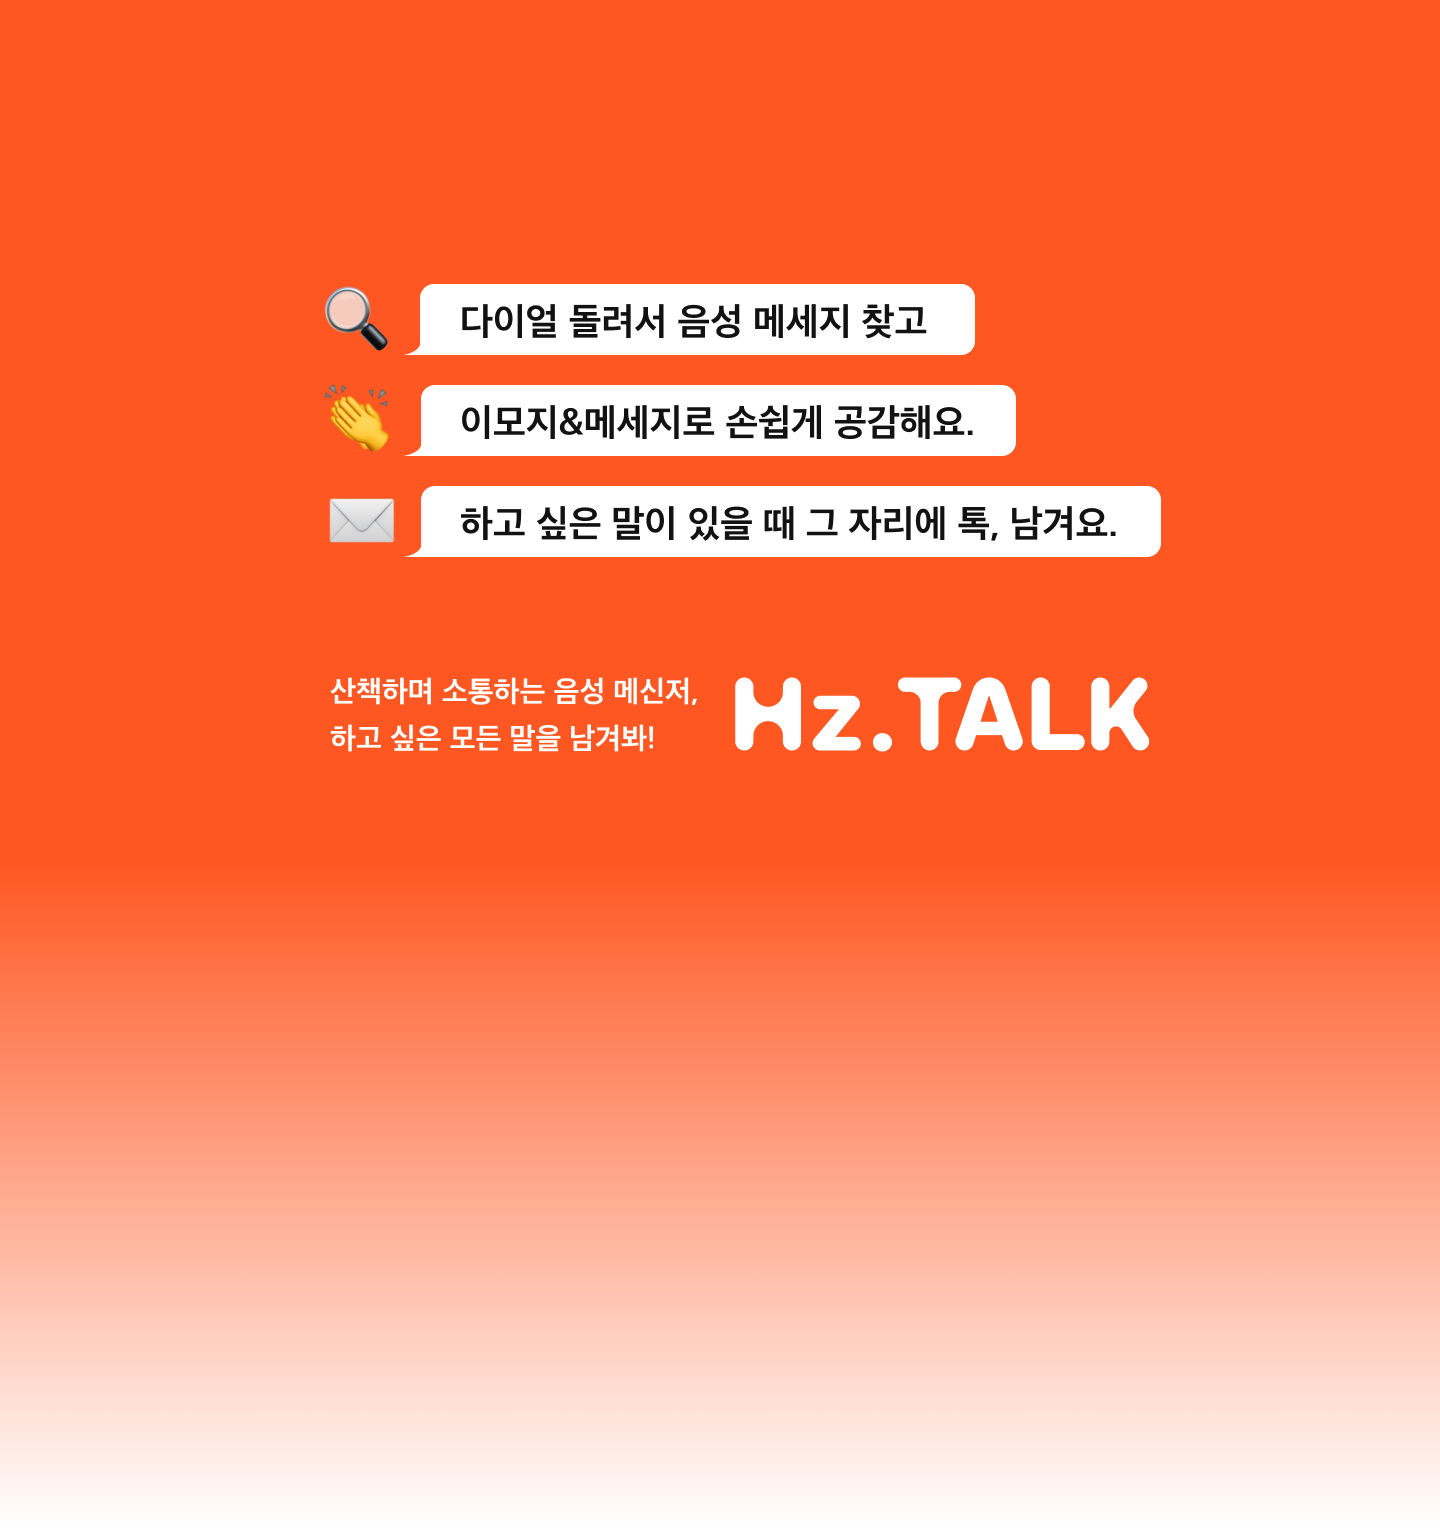 다이얼 돌려서 음성 메세지 찾고
이모지&메세지로 손쉽게 공감해요.
하고 싶은 말이 있을 때 그 자리에 톡, 남겨요.
산책하며 소통하는 음성 메신저,
하고 싶은 모든 말을 남겨봐!
Hz.TALK